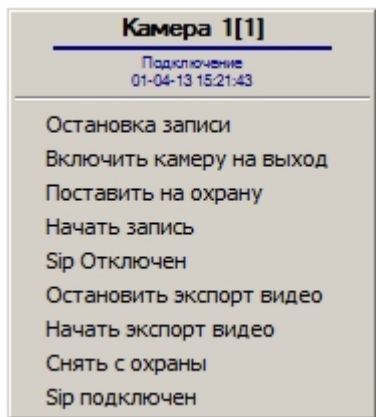 Камера 1[1]
Подключение
01-04-13 15:21:43
Остановка записи
Включить камеру на выход
Поставить на охрану
Начать запись
Sip Отключен
Остановить экспорт видео
Начать экспорт видео
Снять с охраны
Sip подключен